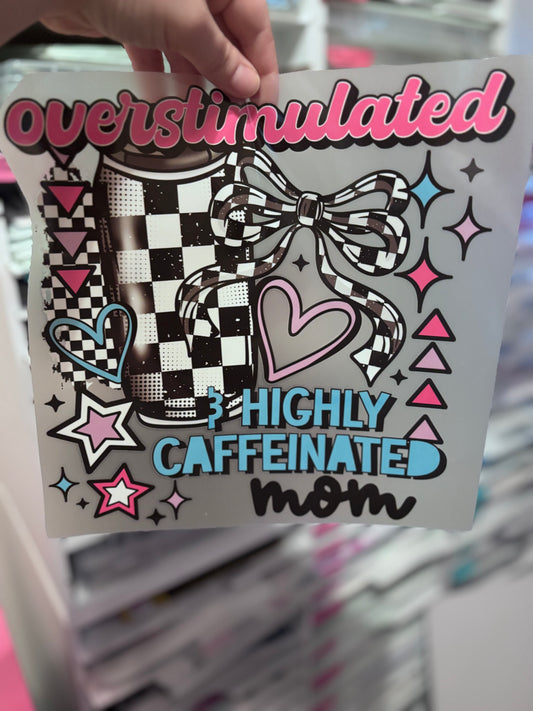 overstimulated
& HIGHLY
CAFFEINATED
mom